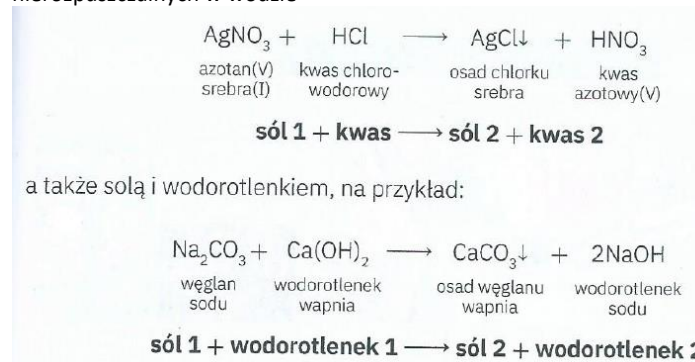 AgNO₃ + HCl ⟶ AgCl↓ + HNO₃
azotan(V) kwas chloro- osad chlorku kwas
srebra(I) wodorowy srebra azotowy(V)
sól 1 + kwas ⟶ sól 2 + kwas 2
a także solą i wodorotlenkiem, na przykład:
Na₂CO₃ + Ca(OH)₂ ⟶ CaCO₃↓ + 2NaOH
węglan wodorotlenek osad węglanu wodorotlenek
sodu wapnia wapnia sodu
sól 1 + wodorotlenek 1 ⟶ sól 2 + wodorotlenek